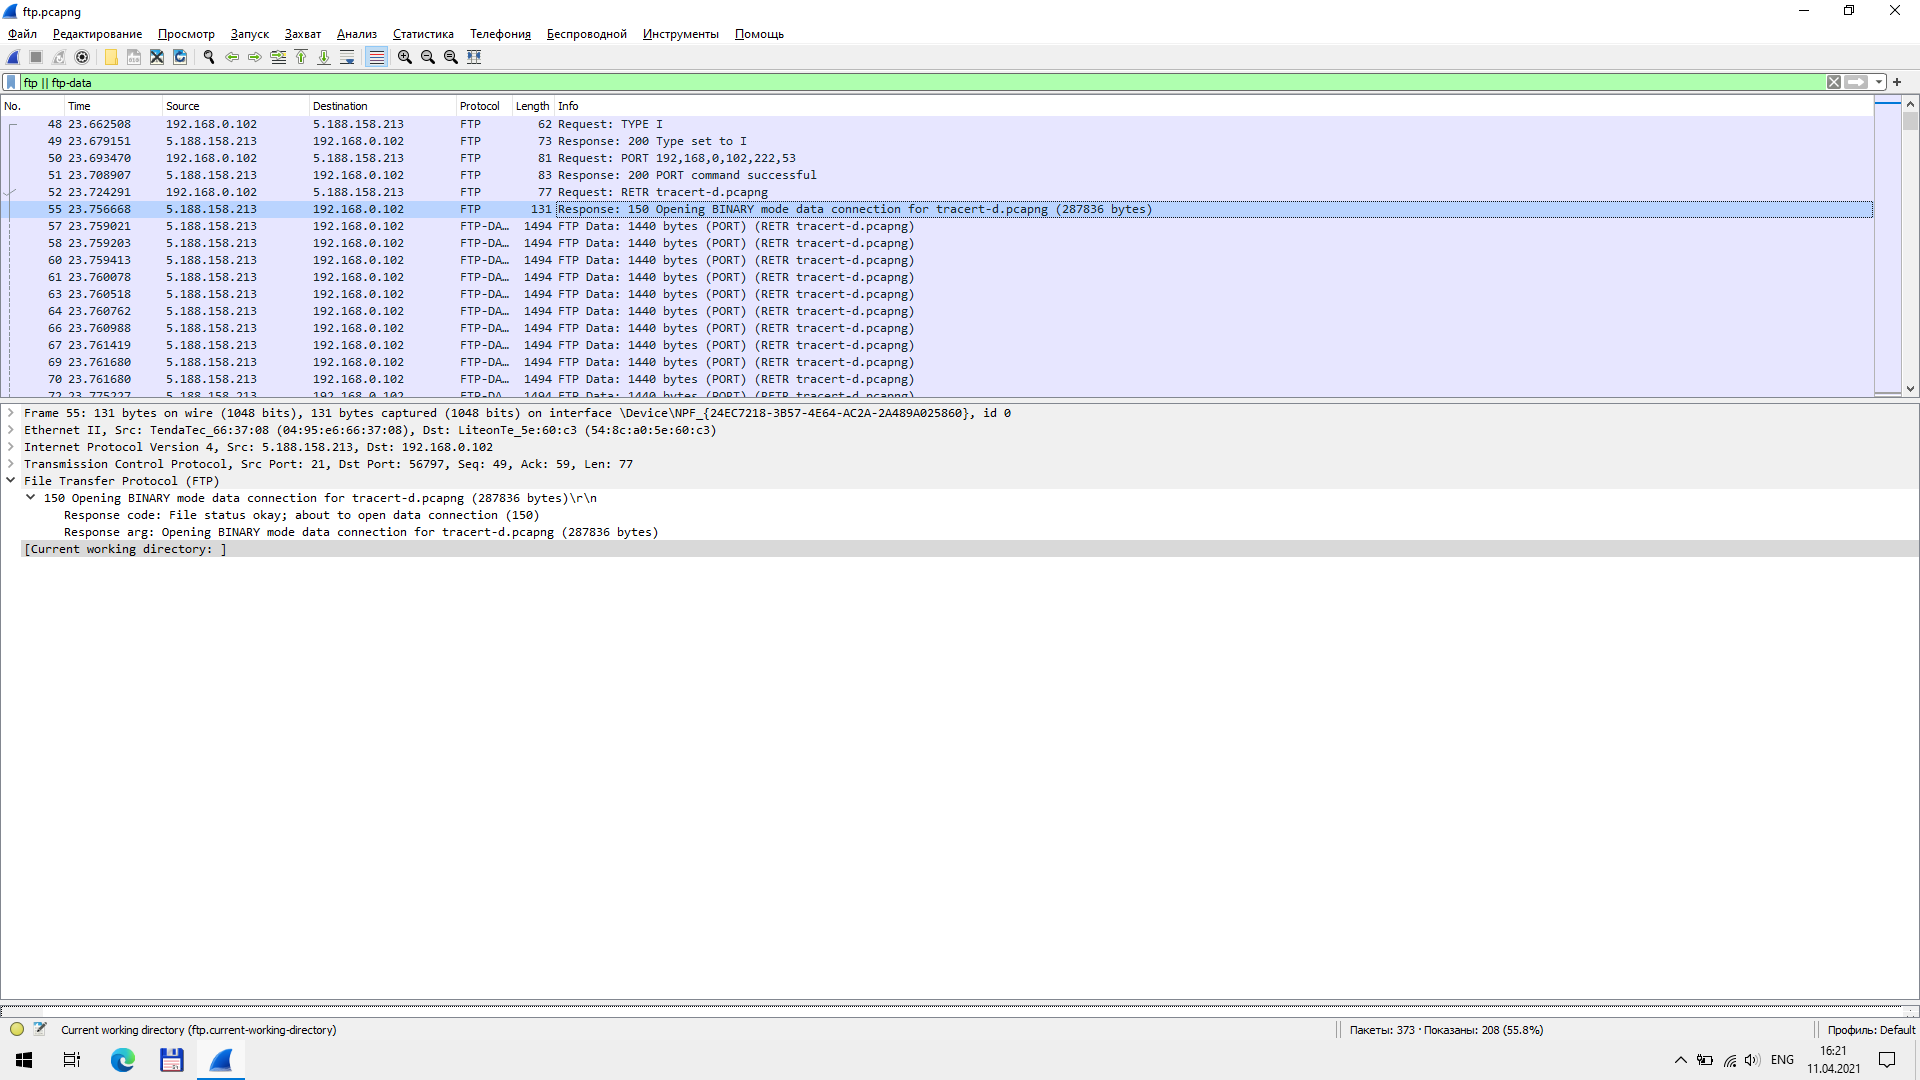 ftp.pcapng
Файл Редактирование Просмотр Запуск Захват Анализ Статистика Телефония Беспроводной Инструменты Помощь
ftp || ftp-data
No. Time Source Destination Protocol Length Info
48 23.662508 192.168.0.102 5.188.158.213 FTP 62 Request: TYPE I
49 23.679151 5.188.158.213 192.168.0.102 FTP 73 Response: 200 Type set to I
50 23.693470 192.168.0.102 5.188.158.213 FTP 81 Request: PORT 192,168,0,102,222,53
51 23.708907 5.188.158.213 192.168.0.102 FTP 83 Response: 200 PORT command successful
52 23.724291 192.168.0.102 5.188.158.213 FTP 77 Request: RETR tracert-d.pcapng
55 23.756668 5.188.158.213 192.168.0.102 FTP 131 Response: 150 Opening BINARY mode data connection for tracert-d.pcapng (287836 bytes)
57 23.759021 5.188.158.213 192.168.0.102 FTP-DA… 1494 FTP Data: 1440 bytes (PORT) (RETR tracert-d.pcapng)
58 23.759203 5.188.158.213 192.168.0.102 FTP-DA… 1494 FTP Data: 1440 bytes (PORT) (RETR tracert-d.pcapng)
60 23.759413 5.188.158.213 192.168.0.102 FTP-DA… 1494 FTP Data: 1440 bytes (PORT) (RETR tracert-d.pcapng)
61 23.760078 5.188.158.213 192.168.0.102 FTP-DA… 1494 FTP Data: 1440 bytes (PORT) (RETR tracert-d.pcapng)
63 23.760518 5.188.158.213 192.168.0.102 FTP-DA… 1494 FTP Data: 1440 bytes (PORT) (RETR tracert-d.pcapng)
64 23.760762 5.188.158.213 192.168.0.102 FTP-DA… 1494 FTP Data: 1440 bytes (PORT) (RETR tracert-d.pcapng)
66 23.760988 5.188.158.213 192.168.0.102 FTP-DA… 1494 FTP Data: 1440 bytes (PORT) (RETR tracert-d.pcapng)
67 23.761419 5.188.158.213 192.168.0.102 FTP-DA… 1494 FTP Data: 1440 bytes (PORT) (RETR tracert-d.pcapng)
69 23.761680 5.188.158.213 192.168.0.102 FTP-DA… 1494 FTP Data: 1440 bytes (PORT) (RETR tracert-d.pcapng)
70 23.761680 5.188.158.213 192.168.0.102 FTP-DA… 1494 FTP Data: 1440 bytes (PORT) (RETR tracert-d.pcapng)
72 23.775227 5.188.158.213 192.168.0.102 FTP-DA… 1494 FTP Data: 1440 bytes (PORT) (RETR tracert-d.pcapng)
Frame 55: 131 bytes on wire (1048 bits), 131 bytes captured (1048 bits) on interface \Device\NPF_{24EC7218-3B57-4E64-AC2A-2A489A025860}, id 0
Ethernet II, Src: TendaTec_66:37:08 (04:95:e6:66:37:08), Dst: LiteonTe_5e:60:c3 (54:8c:a0:5e:60:c3)
Internet Protocol Version 4, Src: 5.188.158.213, Dst: 192.168.0.102
Transmission Control Protocol, Src Port: 21, Dst Port: 56797, Seq: 49, Ack: 59, Len: 77
File Transfer Protocol (FTP)
150 Opening BINARY mode data connection for tracert-d.pcapng (287836 bytes)\r\n
Response code: File status okay; about to open data connection (150)
Response arg: Opening BINARY mode data connection for tracert-d.pcapng (287836 bytes)
[Current working directory: ]
Current working directory (ftp.current-working-directory)
Пакеты: 373 · Показаны: 208 (55.8%)
Профиль: Default
ENG
16:21
11.04.2021